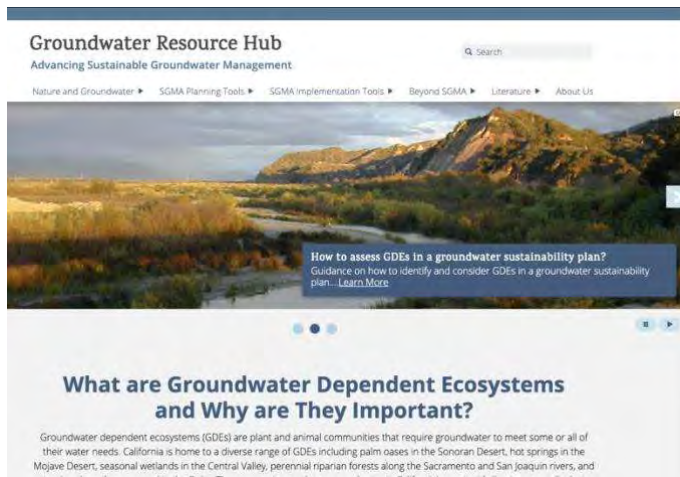 Groundwater Resource Hub
Search
Advancing Sustainable Groundwater Management
Nature and Groundwater ▶ SGMA Planning Tools ▶ SGMA Implementation Tools ▶ Beyond SGMA ▶ Literature ▶ About Us
How to assess GDEs in a groundwater sustainability plan?
Guidance on how to identify and consider GDEs in a groundwater sustainability
plan...Learn More
What are Groundwater Dependent Ecosystems
and Why are They Important?
Groundwater dependent ecosystems (GDEs) are plant and animal communities that require groundwater to meet some or all of
their water needs. California is home to a diverse range of GDEs including palm oases in the Sonoran Desert, hot springs in the
Mojave Desert, seasonal wetlands in the Central Valley, perennial riparian forests along the Sacramento and San Joaquin rivers, and